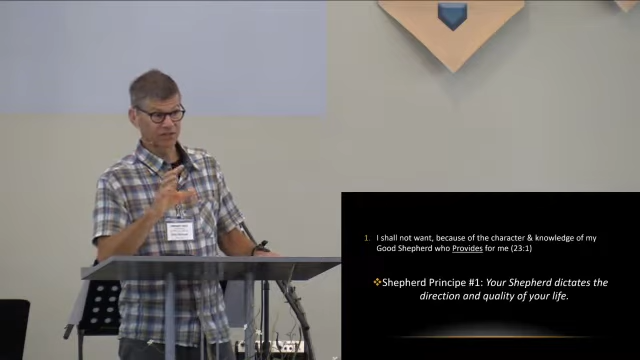 1. I shall not want, because of the character & knowledge of my
Good Shepherd who Provides for me (23:1)
❖Shepherd Principe #1: Your Shepherd dictates the
direction and quality of your life.